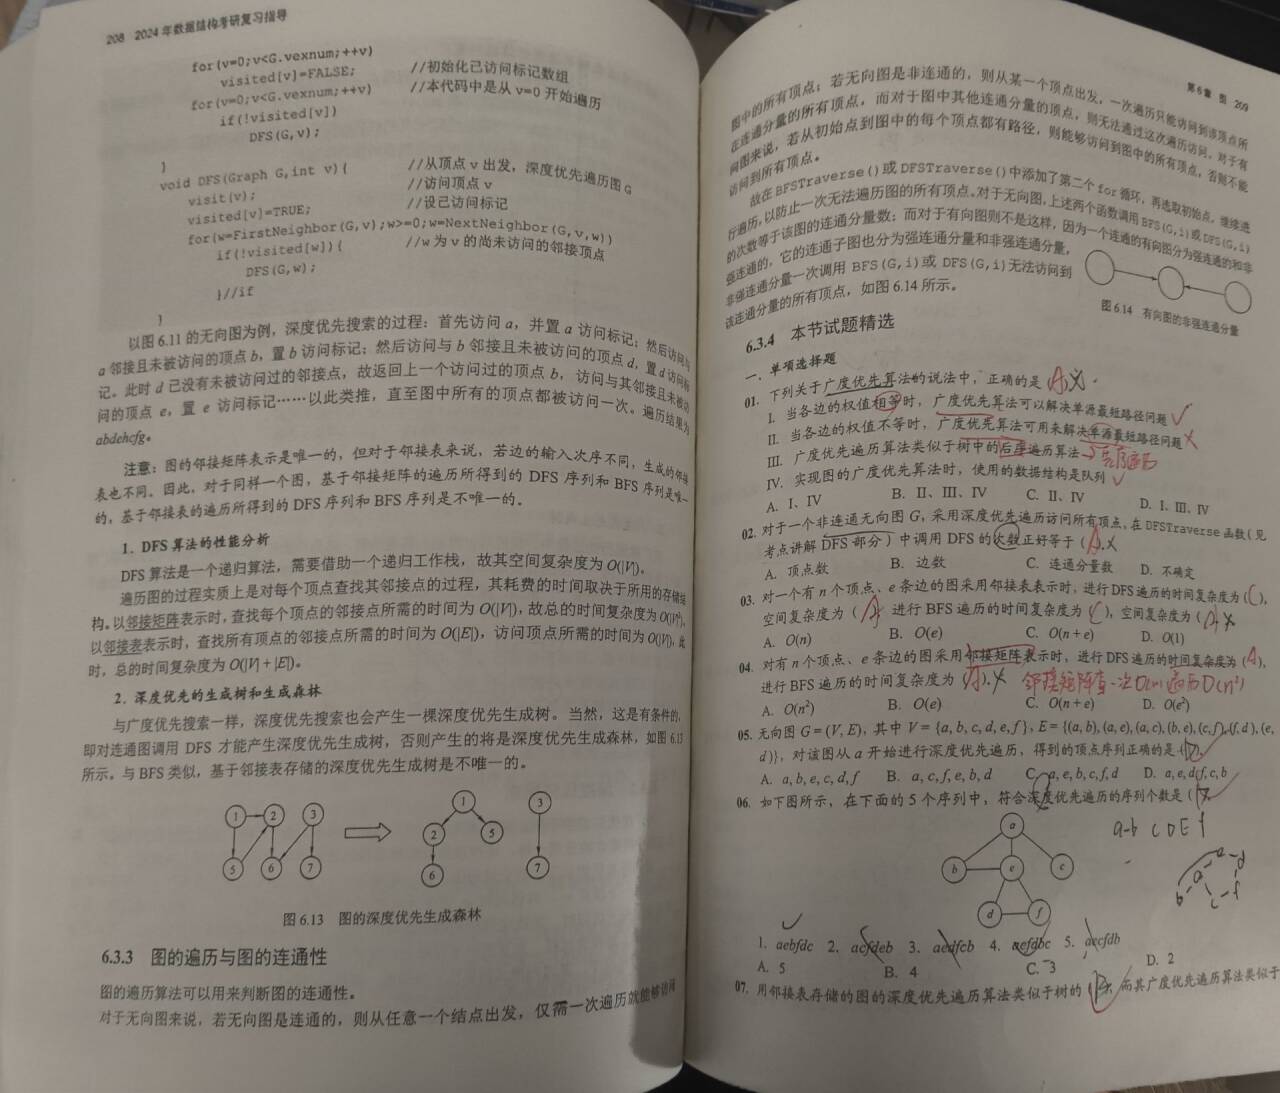 208 2024年数据结构考研复习指导
for(v=0;v<G.vexnum;++v)
visited[v]=FALSE; //初始化已访问标记数组
for(v=0;v<G.vexnum;++v) //本代码中是从 v=0 开始遍历
if(!visited[v])
DFS(G,v);
}
void DFS(Graph G,int v){ //从顶点 v 出发，深度优先遍历图 G
visit(v); //访问顶点 v
visited[v]=TRUE; //设已访问标记
for(w=FirstNeighbor(G,v);w>=0;w=NextNeighbor(G,v,w))
if(!visited[w]){ //w 为 v 的尚未访问的邻接顶点
DFS(G,w);
}//if
}
以图 6.11 的无向图为例，深度优先搜索的过程：首先访问 a，并置 a 访问标记；然后访问与
a 邻接且未被访问的顶点 b，置 b 访问标记；然后访问与 b 邻接且未被访问的顶点 d，置 d 访问标
记。此时 d 已没有未被访问过的邻接点，故返回上一个访问过的顶点 b，访问与其邻接且未被访
问的顶点 e，置 e 访问标记……以此类推，直至图中所有的顶点都被访问一次。遍历结果为
abdehcfg。
注意：图的邻接矩阵表示是唯一的，但对于邻接表来说，若边的输入次序不同，生成的邻接
表也不同。因此，对于同样一个图，基于邻接矩阵的遍历所得到的 DFS 序列和 BFS 序列是唯一
的，基于邻接表的遍历所得到的 DFS 序列和 BFS 序列是不唯一的。
1. DFS 算法的性能分析
DFS 算法是一个递归算法，需要借助一个递归工作栈，故其空间复杂度为 O(|V|)。
遍历图的过程实质上是对每个顶点查找其邻接点的过程，其耗费的时间取决于所用的存储结
构。以邻接矩阵表示时，查找每个顶点的邻接点所需的时间为 O(|V|)，故总的时间复杂度为 O(|V|²)。
以邻接表表示时，查找所有顶点的邻接点所需的时间为 O(|E|)，访问顶点所需的时间为 O(|V|)，此
时，总的时间复杂度为 O(|V| + |E|)。
2. 深度优先的生成树和生成森林
与广度优先搜索一样，深度优先搜索也会产生一棵深度优先生成树。当然，这是有条件的，
即对连通图调用 DFS 才能产生深度优先生成树，否则产生的将是深度优先生成森林，如图 6.13
所示。与 BFS 类似，基于邻接表存储的深度优先生成树是不唯一的。
1 2 3 1 3
2 5
5 6 7 6 7
图 6.13 图的深度优先生成森林
6.3.3 图的遍历与图的连通性
图的遍历算法可以用来判断图的连通性。
对于无向图来说，若无向图是连通的，则从任意一个结点出发，仅需一次遍历就能够访问
第 6 章 图 209
图中的所有顶点；若无向图是非连通的，则从某一个顶点出发，一次遍历只能访问到该顶点所
在连通分量的所有顶点，而对于图中其他连通分量的顶点，则无法通过这次遍历访问。对于有
向图来说，若从初始点到图中的每个顶点都有路径，则能够访问到图中的所有顶点，否则不能
访问到所有顶点。
故在 BFSTraverse()或 DFSTraverse()中添加了第二个 for 循环，再选取初始点，继续进
行遍历，以防止一次无法遍历图的所有顶点。对于无向图，上述两个函数调用 BFS(G,i)或 DFS(G,i)
的次数等于该图的连通分量数；而对于有向图则不是这样，因为一个连通的有向图分为强连通的和非
强连通的，它的连通子图也分为强连通分量和非强连通分量，
非强连通分量一次调用 BFS(G,i)或 DFS(G,i)无法访问到
该连通分量的所有顶点，如图 6.14 所示。
图 6.14 有向图的非强连通分量
6.3.4 本节试题精选
一、单项选择题
01. 下列关于广度优先算法的说法中，正确的是（A）。
I. 当各边的权值相等时，广度优先算法可以解决单源最短路径问题 ✓
II. 当各边的权值不等时，广度优先算法可用来解决单源最短路径问题 ✗
III. 广度优先遍历算法类似于树中的后序遍历算法
IV. 实现图的广度优先算法时，使用的数据结构是队列 ✓
A. I、IV B. II、III、IV C. II、IV D. I、III、IV
02. 对于一个非连通无向图 G，采用深度优先遍历访问所有顶点，在 DFSTraverse 函数（见
考点讲解 DFS 部分）中调用 DFS 的次数正好等于（A）。
A. 顶点数 B. 边数 C. 连通分量数 D. 不确定
03. 对一个有 n 个顶点、e 条边的图采用邻接表表示时，进行 DFS 遍历的时间复杂度为（C），
空间复杂度为（A）；进行 BFS 遍历的时间复杂度为（C），空间复杂度为（A）。
A. O(n) B. O(e) C. O(n + e) D. O(1)
04. 对有 n 个顶点、e 条边的图采用邻接矩阵表示时，进行 DFS 遍历的时间复杂度为（A），
进行 BFS 遍历的时间复杂度为（A）。 邻接矩阵查一次O(n) 遍历O(n²)
A. O(n²) B. O(e) C. O(n + e) D. O(e²)
05. 无向图 G = (V, E)，其中 V = {a, b, c, d, e, f }，E = {(a, b), (a, e), (a, c), (b, e), (c, f ), (f, d ), (e,
d )}，对该图从 a 开始进行深度优先遍历，得到的顶点序列正确的是（D）。
A. a, b, e, c, d, f B. a, c, f, e, b, d C. a, e, b, c, f, d D. a, e, d, f, c, b
06. 如下图所示，在下面的 5 个序列中，符合深度优先遍历的序列个数是（ ）。
a-b c D E f
a
b e c
d f
1. aebfdc 2. acfdeb 3. aedfcb 4. aefdbc 5. aecfdb
A. 5 B. 4 C. 3 D. 2
07. 用邻接表存储的图的深度优先遍历算法类似于树的（ ），而其广度优先遍历算法类似于